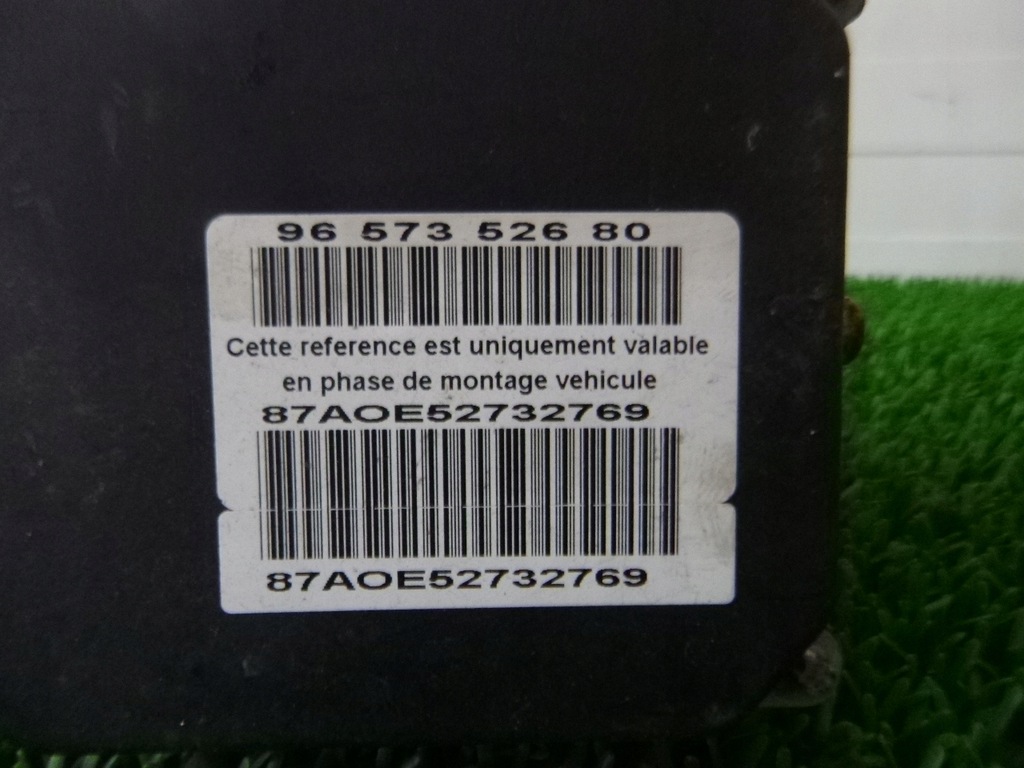 96 573 526 80
Cette reference est uniquement valable
en phase de montage vehicule
87AOE52732769
87AOE52732769